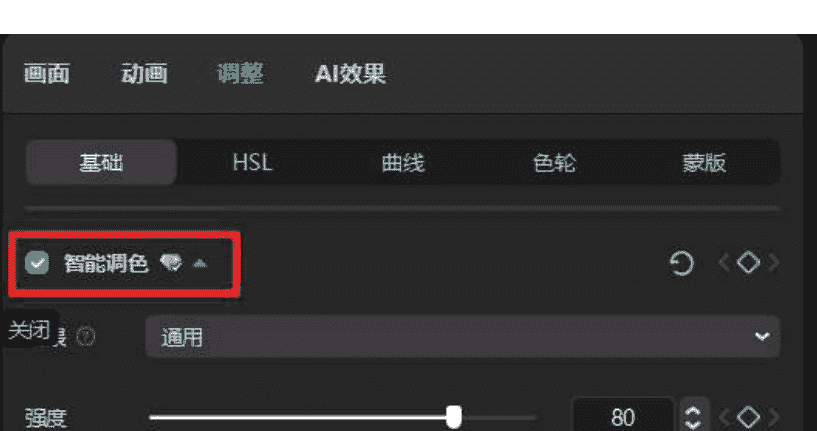 画面 动画 调整 AI效果
基础 HSL 曲线 色轮 蒙版
智能调色
关闭 通用
强度 80